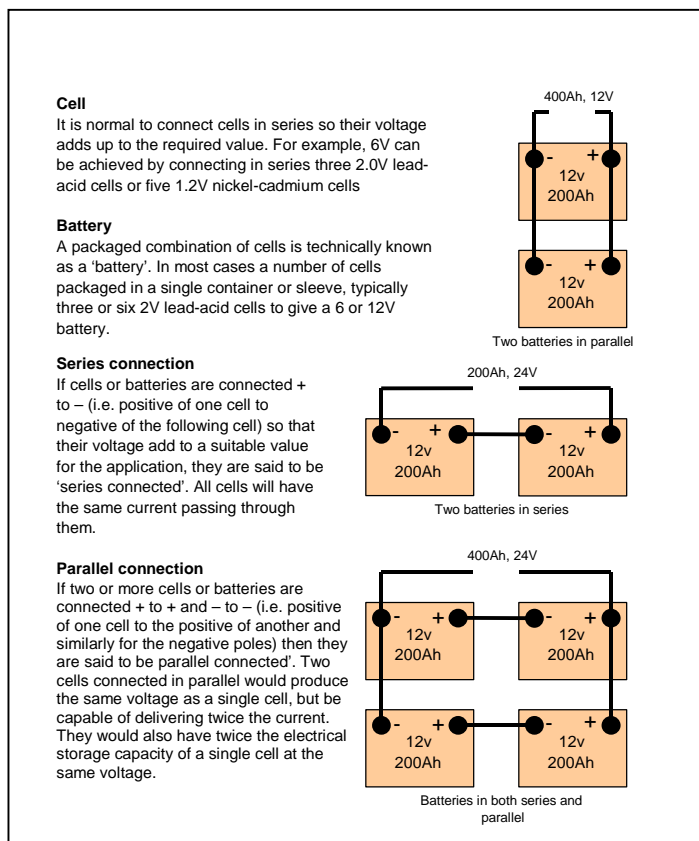 Cell
It is normal to connect cells in series so their voltage
adds up to the required value. For example, 6V can
be achieved by connecting in series three 2.0V lead-
acid cells or five 1.2V nickel-cadmium cells
Battery
A packaged combination of cells is technically known
as a ‘battery’. In most cases a number of cells
packaged in a single container or sleeve, typically
three or six 2V lead-acid cells to give a 6 or 12V
battery.
400Ah, 12V
- +
12v
200Ah
- +
12v
200Ah
Two batteries in parallel
Series connection
If cells or batteries are connected +
to – (i.e. positive of one cell to
negative of the following cell) so that
their voltage add to a suitable value
for the application, they are said to be
‘series connected’. All cells will have
the same current passing through
them.
200Ah, 24V
- +
12v
200Ah
- +
12v
200Ah
Two batteries in series
Parallel connection
If two or more cells or batteries are
connected + to + and – to – (i.e. positive
of one cell to the positive of another and
similarly for the negative poles) then they
are said to be parallel connected’. Two
cells connected in parallel would produce
the same voltage as a single cell, but be
capable of delivering twice the current.
They would also have twice the electrical
storage capacity of a single cell at the
same voltage.
400Ah, 24V
- +
12v
200Ah
- +
12v
200Ah
- +
12v
200Ah
- +
12v
200Ah
Batteries in both series and
parallel